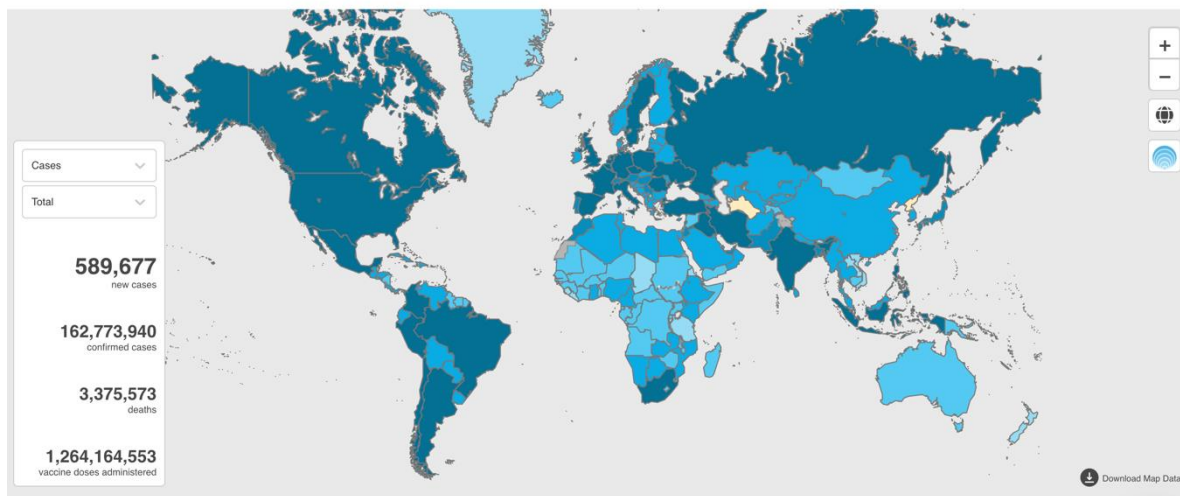 Cases
Total
589,677
new cases
162,773,940
confirmed cases
3,375,573
deaths
1,264,164,553
vaccine doses administered
+
−
Download Map Data